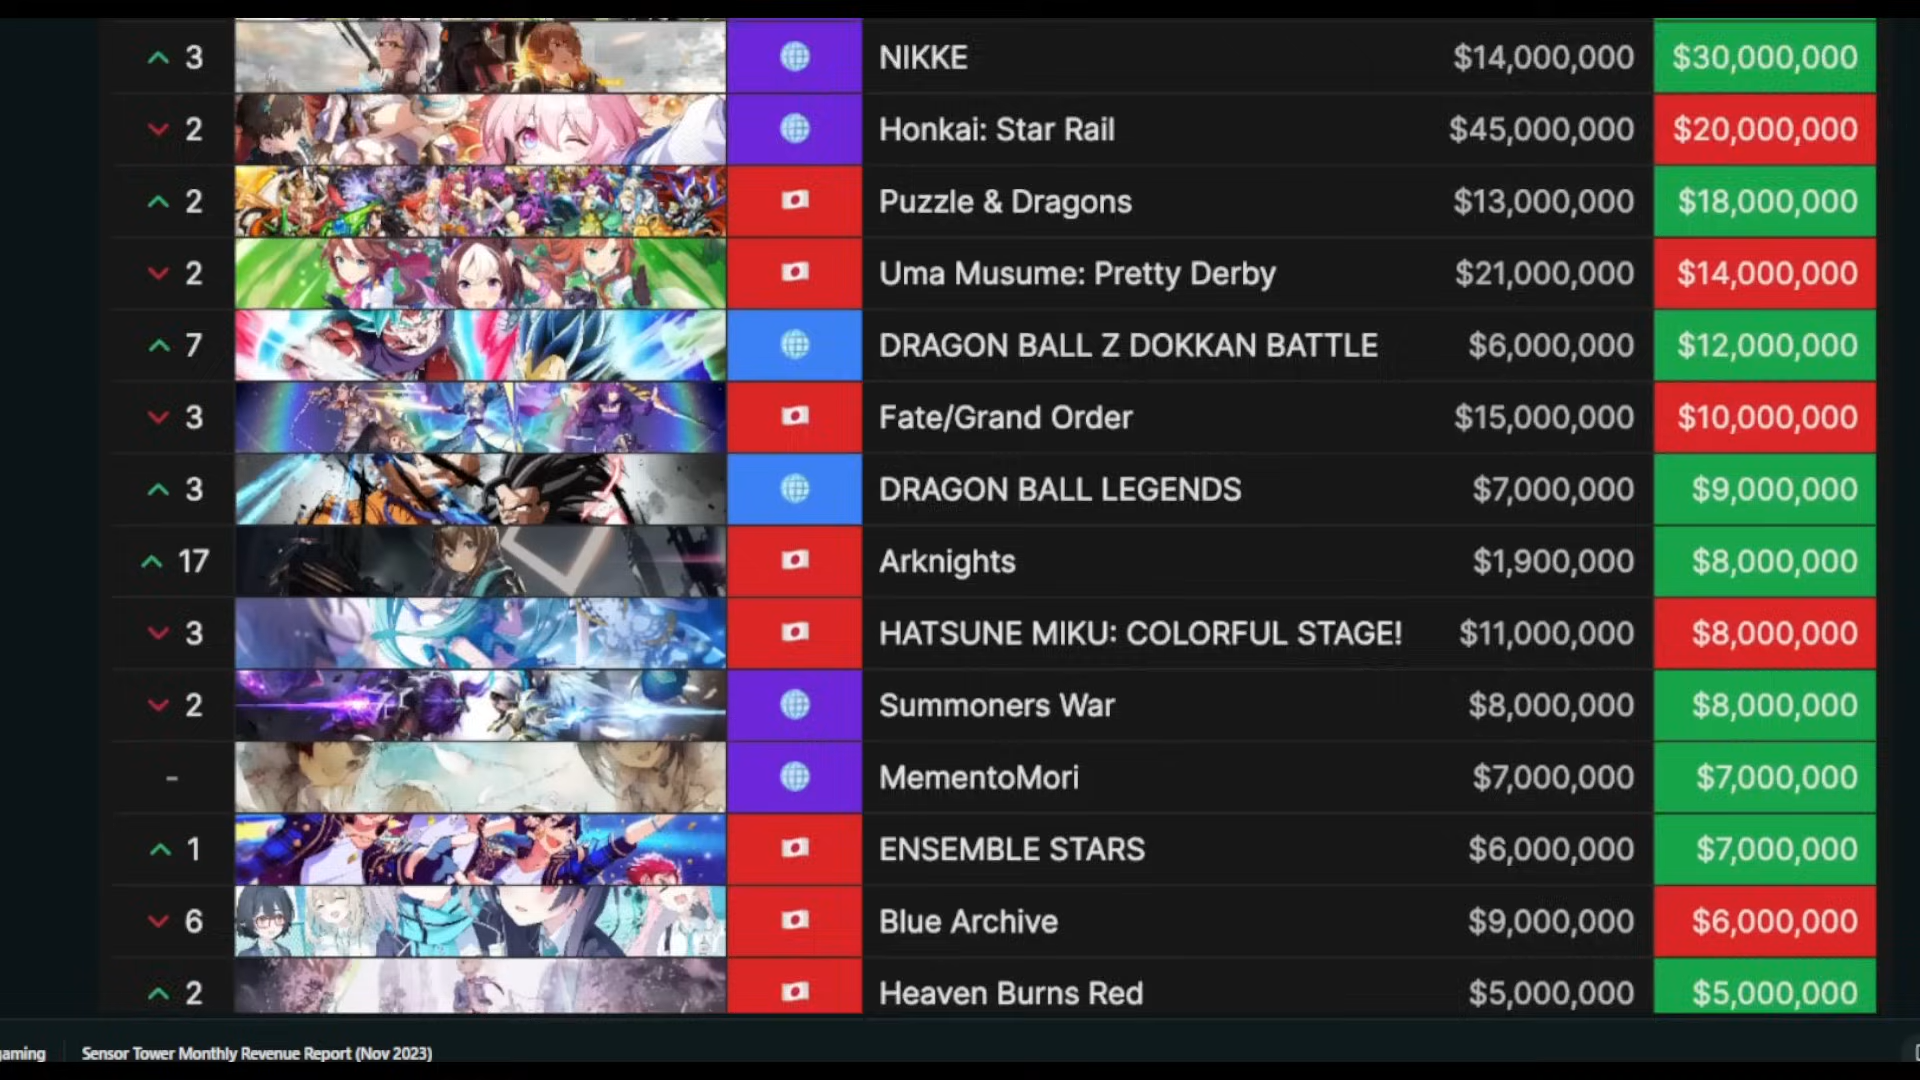 3 NIKKE $14,000,000 $30,000,000
2 Honkai: Star Rail $45,000,000 $20,000,000
2 Puzzle & Dragons $13,000,000 $18,000,000
2 Uma Musume: Pretty Derby $21,000,000 $14,000,000
7 DRAGON BALL Z DOKKAN BATTLE $6,000,000 $12,000,000
3 Fate/Grand Order $15,000,000 $10,000,000
3 DRAGON BALL LEGENDS $7,000,000 $9,000,000
17 Arknights $1,900,000 $8,000,000
3 HATSUNE MIKU: COLORFUL STAGE! $11,000,000 $8,000,000
2 Summoners War $8,000,000 $8,000,000
- MementoMori $7,000,000 $7,000,000
1 ENSEMBLE STARS $6,000,000 $7,000,000
6 Blue Archive $9,000,000 $6,000,000
2 Heaven Burns Red $5,000,000 $5,000,000
gaming Sensor Tower Monthly Revenue Report (Nov 2023)